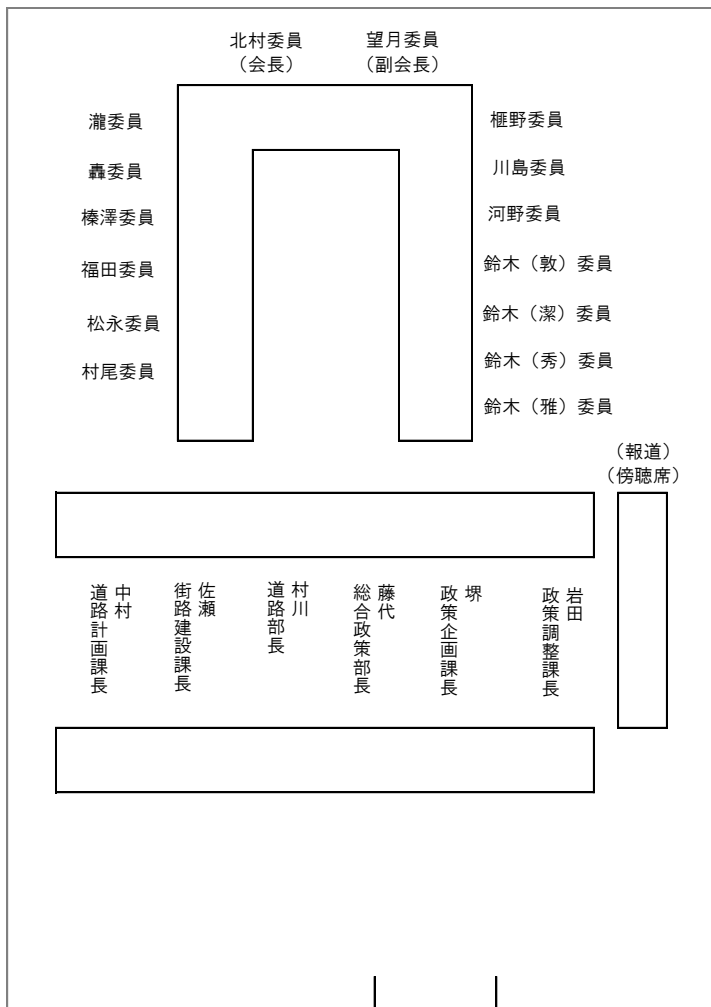 北村委員
（会長）
望月委員
（副会長）
瀧委員
轟委員
榛澤委員
福田委員
松永委員
村尾委員
榧野委員
川島委員
河野委員
鈴木（敦）委員
鈴木（潔）委員
鈴木（秀）委員
鈴木（雅）委員
（報道）
（傍聴席）
中村
道路計画課長
佐瀬
街路建設課長
村川
道路部長
藤代
総合政策部長
堺
政策企画課長
岩田
政策調整課長